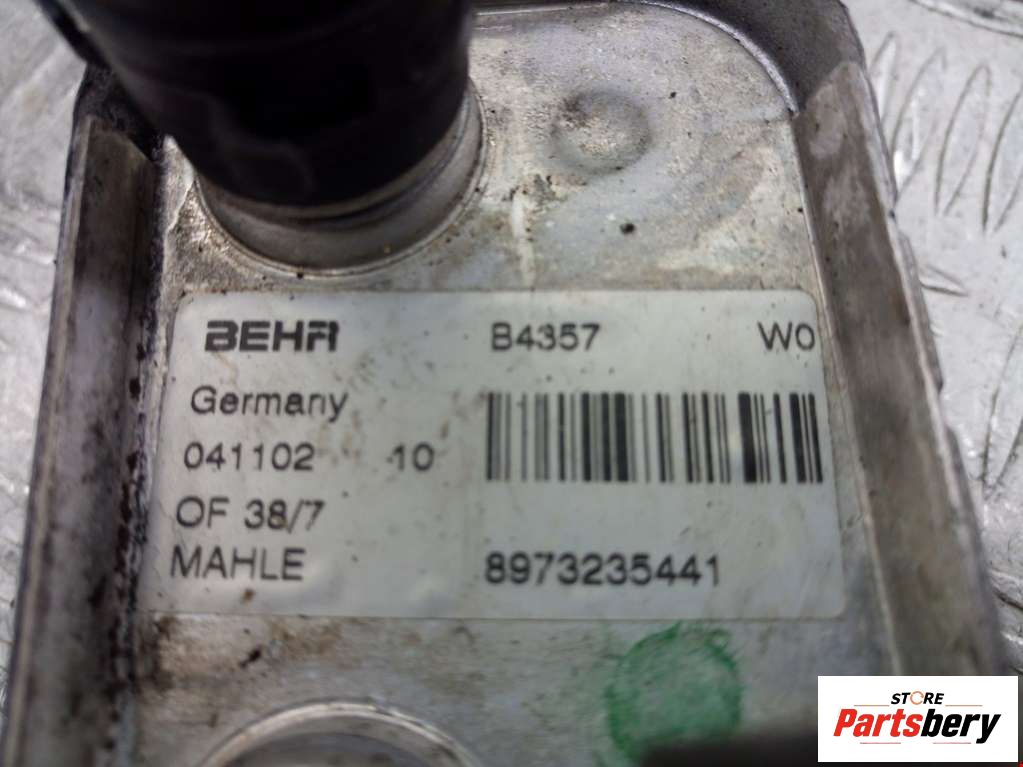 BEHR B4357 W0
Germany
041102 10
OF 38/7
MAHLE 8973235441
STORE
Partsbery